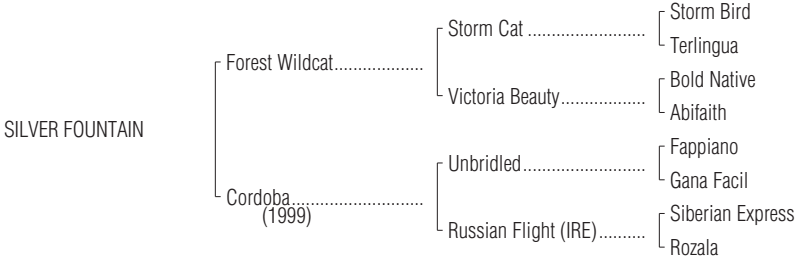 Storm Bird
Storm Cat ........................
Terlingua
Forest Wildcat...................
Bold Native
Victoria Beauty..................
Abifaith
SILVER FOUNTAIN
Fappiano
Unbridled..........................
Gana Facil
Cordoba............................
(1999)
Siberian Express
Russian Flight (IRE)..........
Rozala